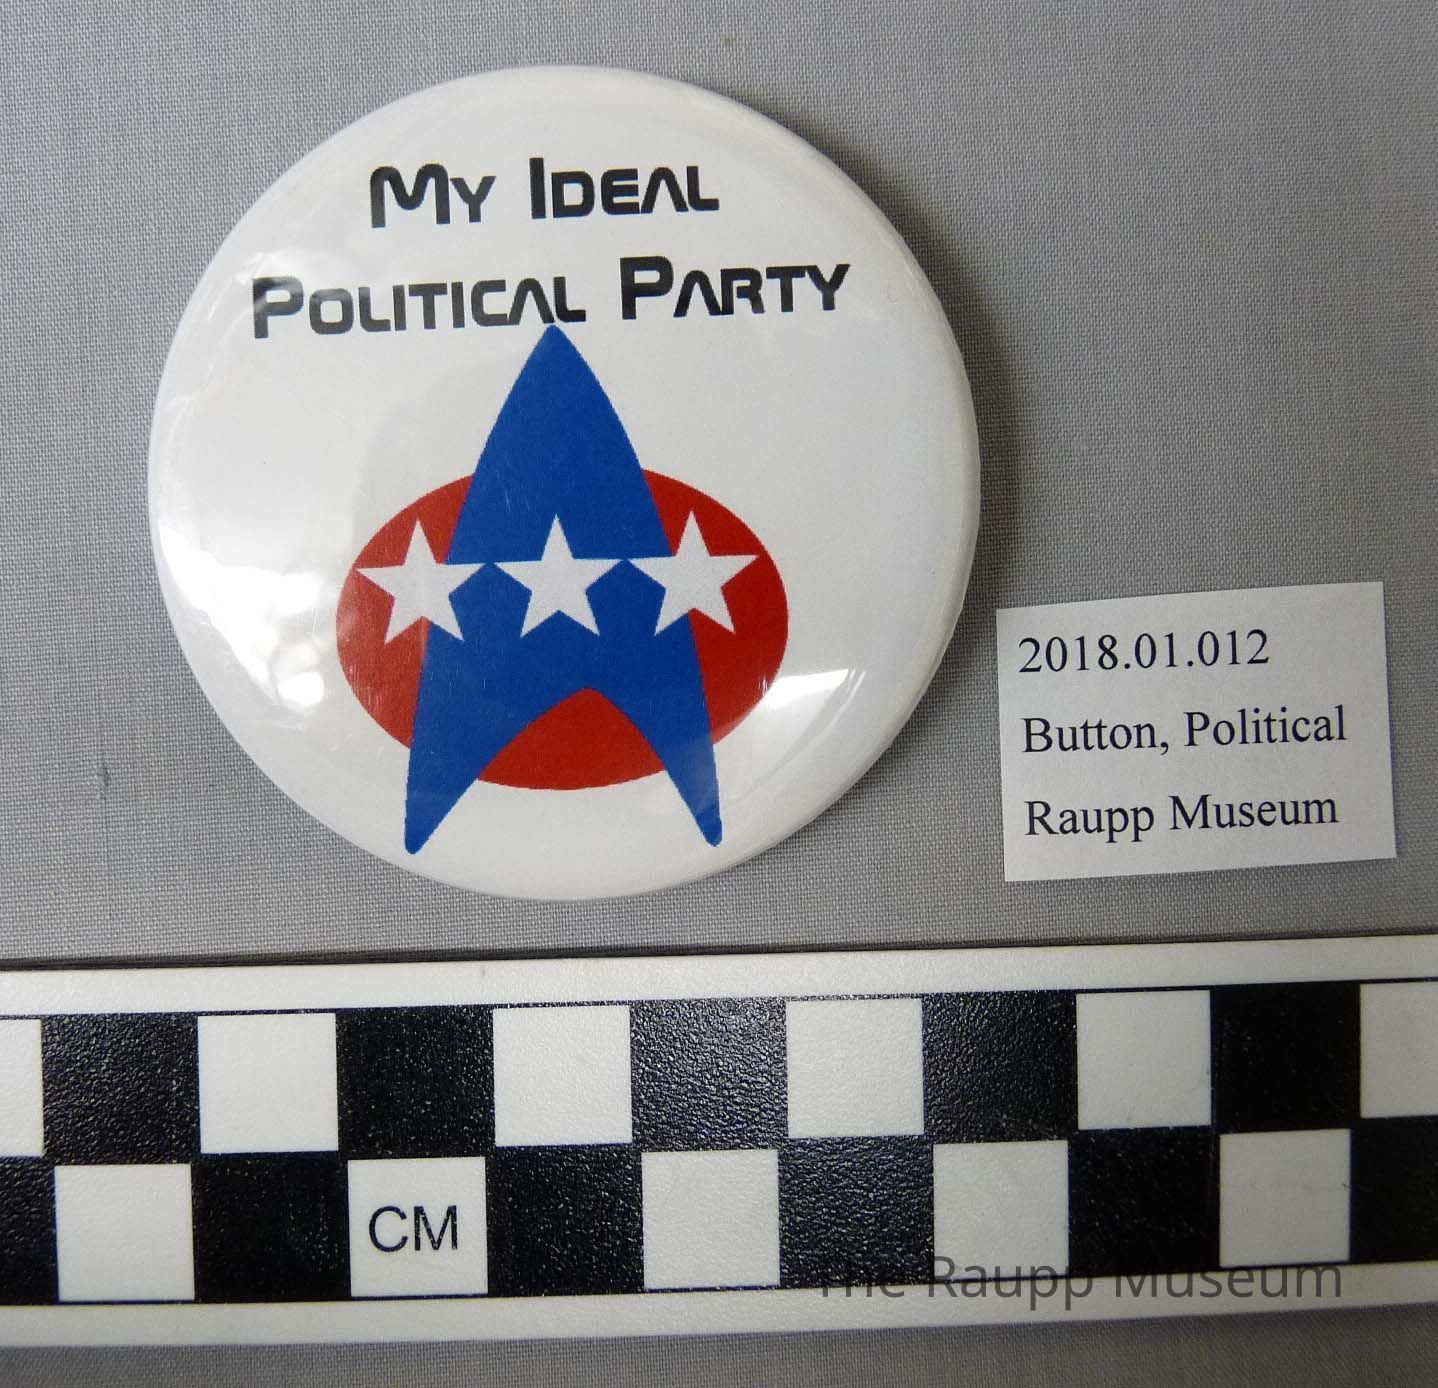 My Ideal
Political Party
2018.01.012
Button, Political
Raupp Museum
CM
The Raupp Museum